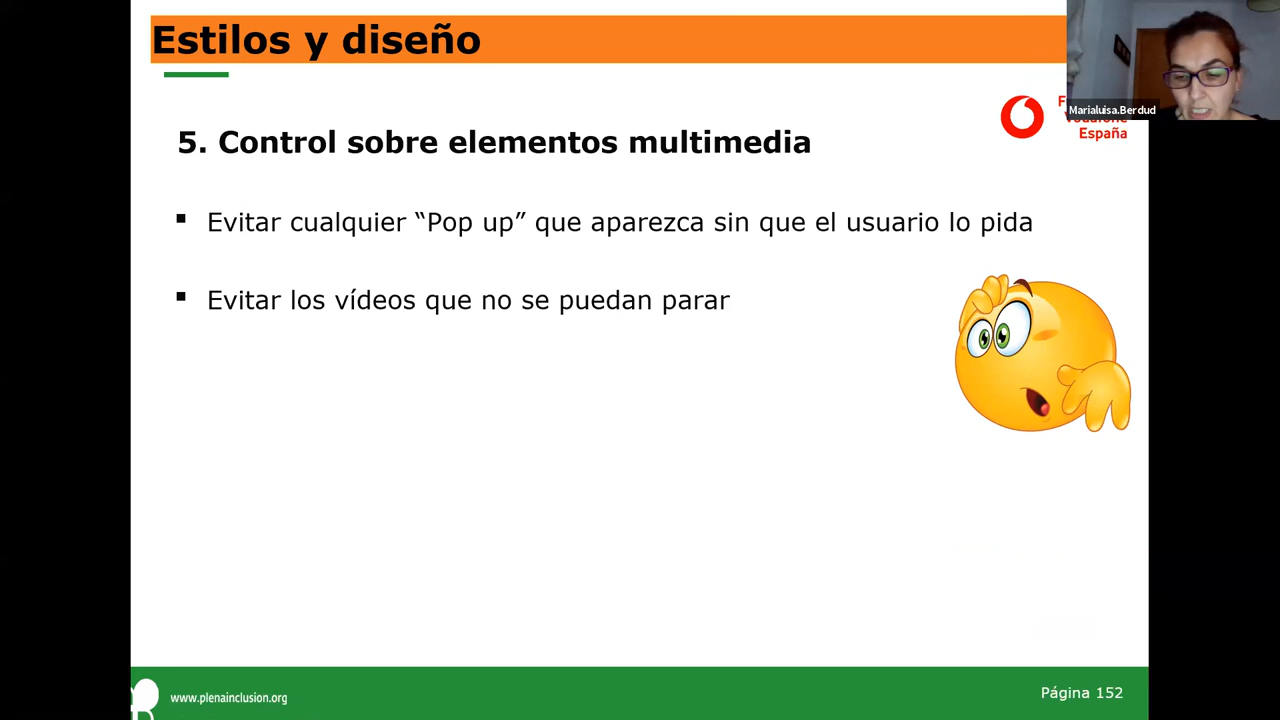 Estilos y diseño
Marialuisa.Berdud
España
5. Control sobre elementos multimedia
▪ Evitar cualquier “Pop up” que aparezca sin que el usuario lo pida
▪ Evitar los vídeos que no se puedan parar
www.plenainclusion.org
Página 152